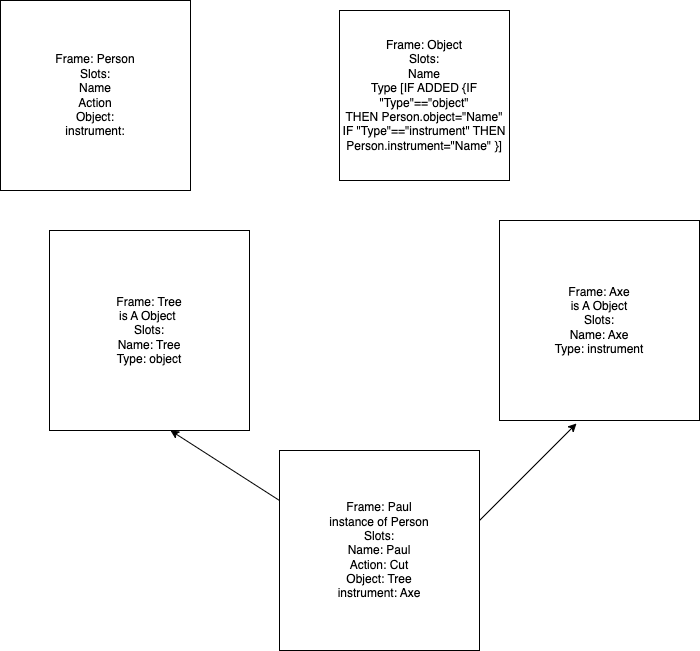 Frame: Person
Slots:
Name
Action
Object:
instrument:
Frame: Object
Slots:
Name
Type [IF ADDED {IF
"Type"=="object"
THEN Person.object="Name"
IF "Type"=="instrument" THEN
Person.instrument="Name" }]
Frame: Tree
is A Object
Slots:
Name: Tree
Type: object
Frame: Axe
is A Object
Slots:
Name: Axe
Type: instrument
Frame: Paul
instance of Person
Slots:
Name: Paul
Action: Cut
Object: Tree
instrument: Axe